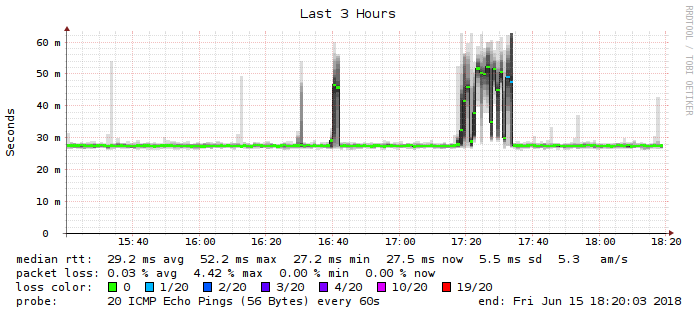 Last 3 Hours
RRDTOOL / TOBI OETIKER
Seconds
60 m
50 m
40 m
30 m
20 m
10 m
0
15:40 16:00 16:20 16:40 17:00 17:20 17:40 18:00 18:20
median rtt: 29.2 ms avg 52.2 ms max 27.2 ms min 27.5 ms now 5.5 ms sd 5.3 am/s
packet loss: 0.03 % avg 4.42 % max 0.00 % min 0.00 % now
loss color: 0 1/20 2/20 3/20 4/20 10/20 19/20
probe: 20 ICMP Echo Pings (56 Bytes) every 60s end: Fri Jun 15 18:20:03 2018